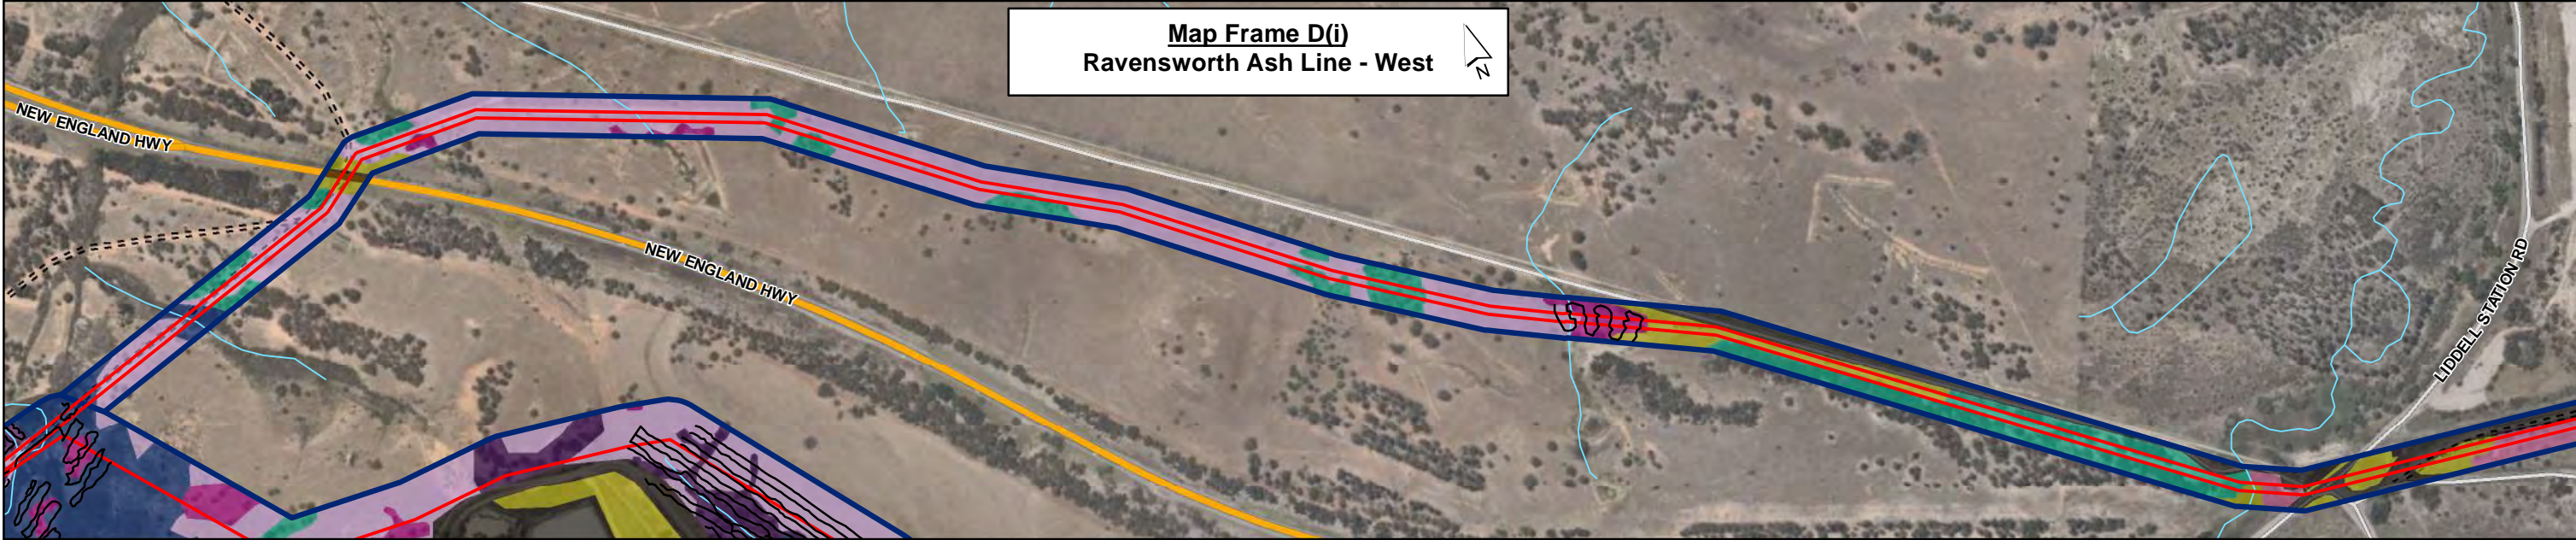 Map Frame D(i)
Ravensworth Ash Line - West
N
NEW ENGLAND HWY
NEW ENGLAND HWY
LIDDELL STATION RD